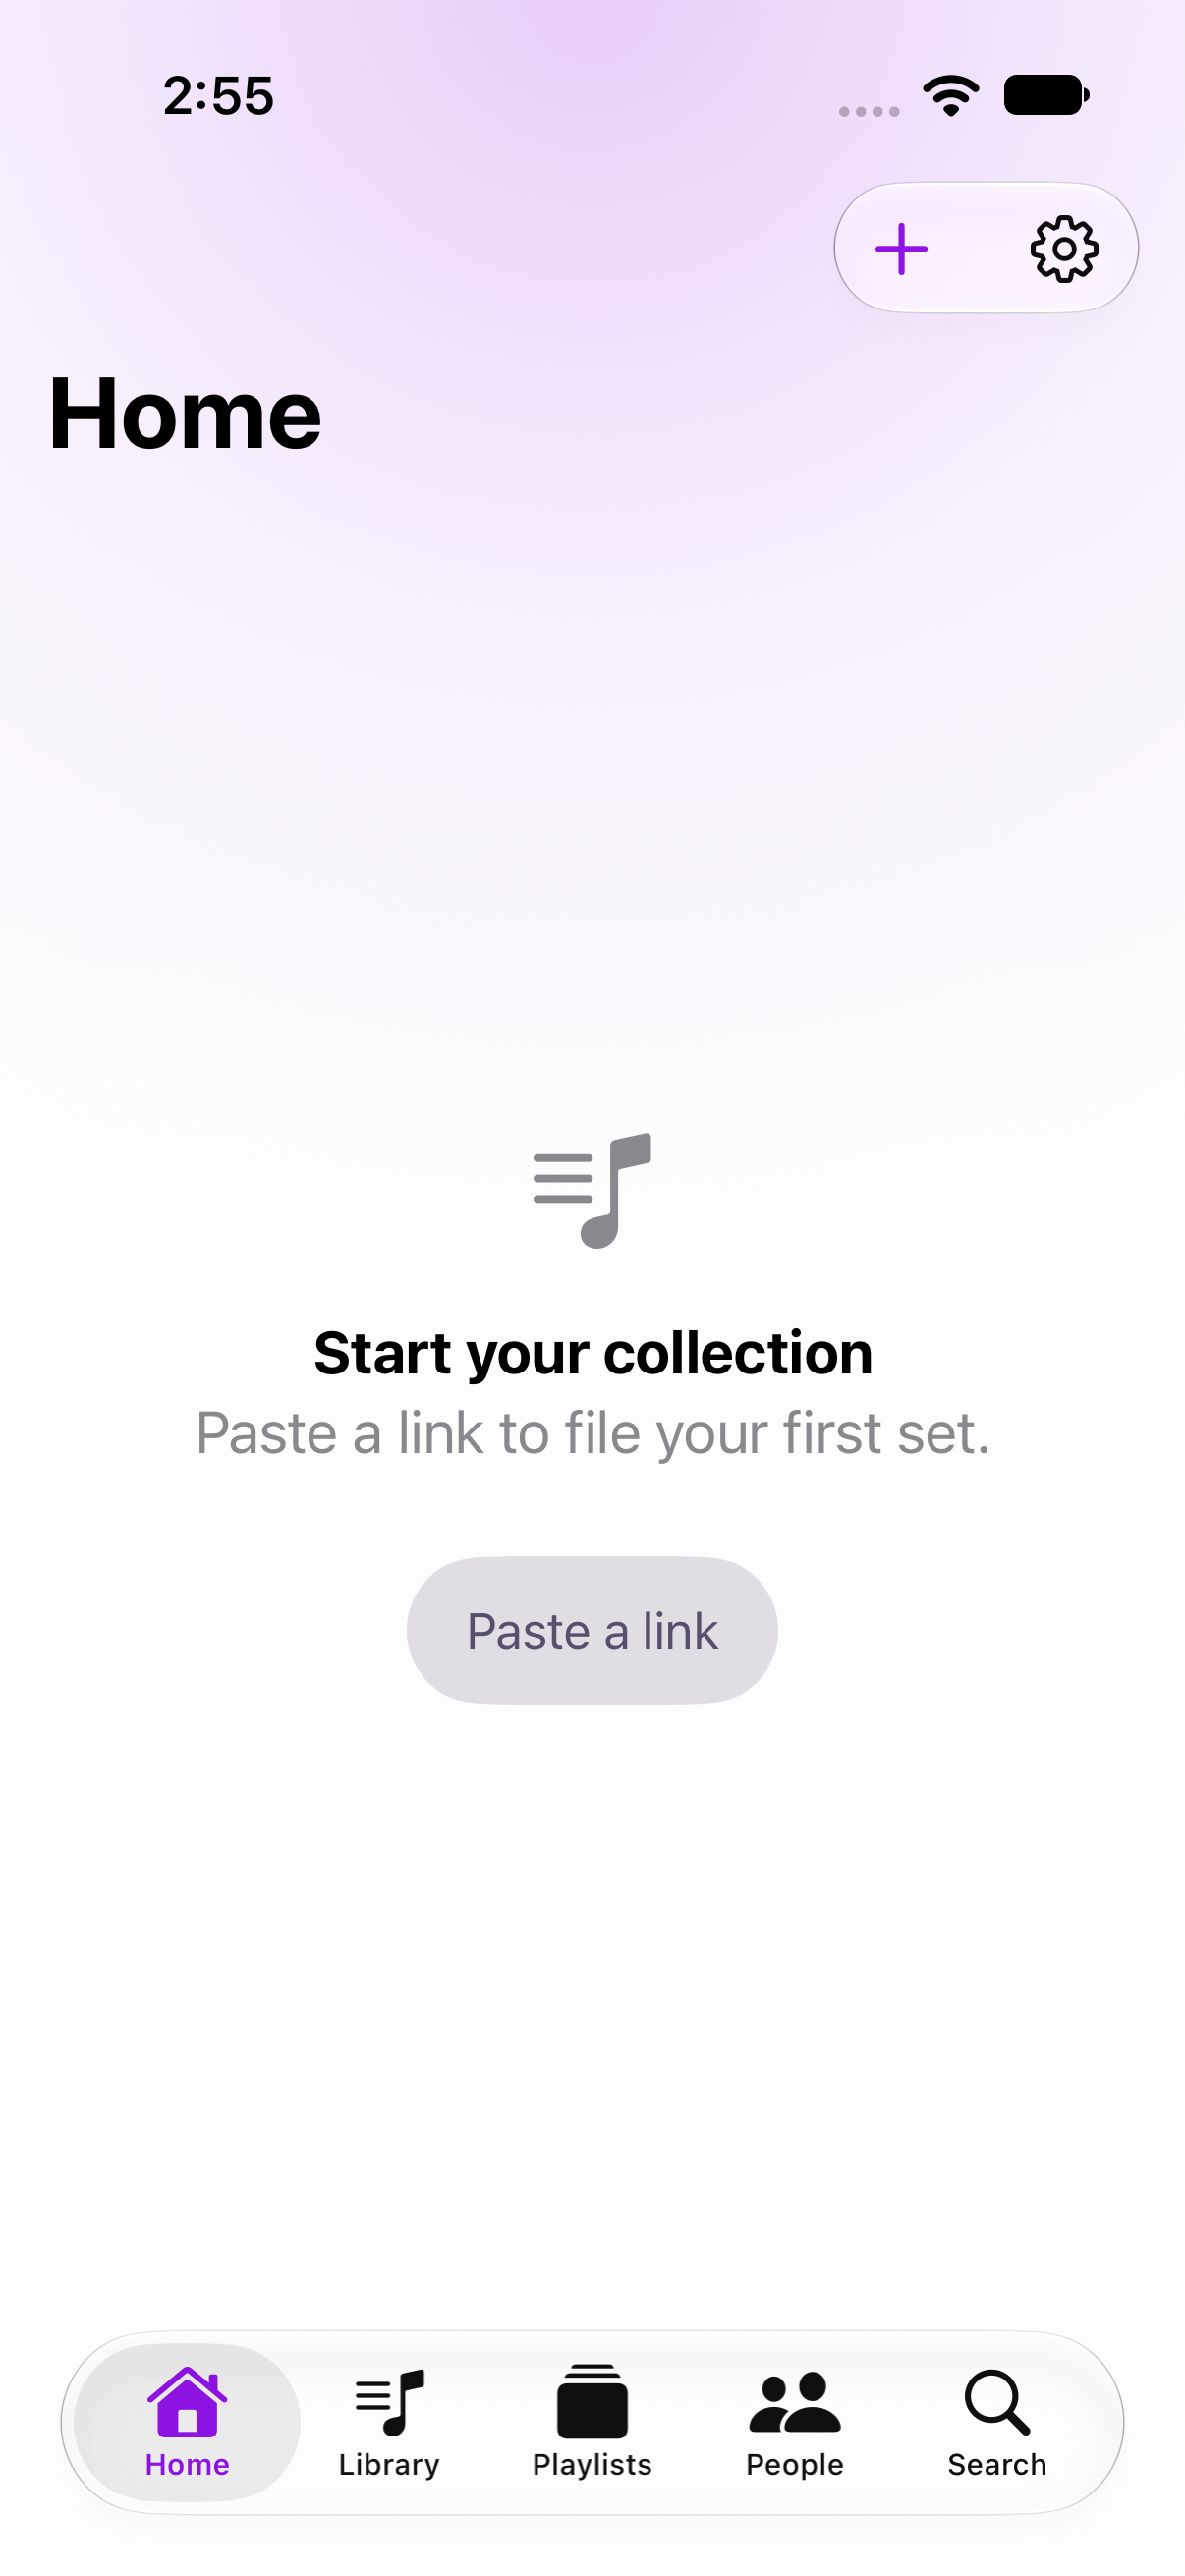 2:55
Home
Start your collection
Paste a link to file your first set.
Paste a link
Home
Library
Playlists
People
Search